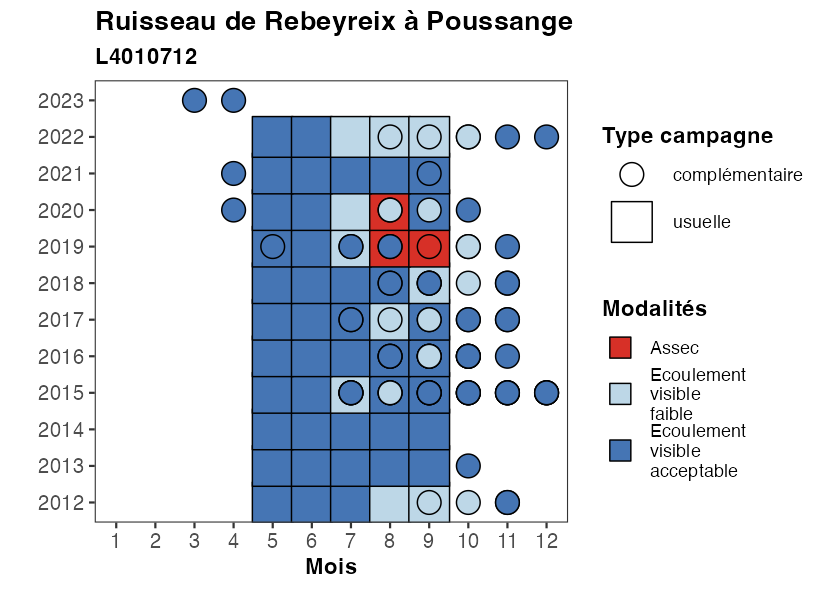 Ruisseau de Rebeyreix à Poussange
L4010712
2023
2022
2021
2020
2019
2018
2017
2016
2015
2014
2013
2012
1 2 3 4 5 6 7 8 9 10 11 12
Mois
Type campagne
complémentaire
usuelle
Modalités
Assec
Ecoulement
visible
faible
Ecoulement
visible
acceptable